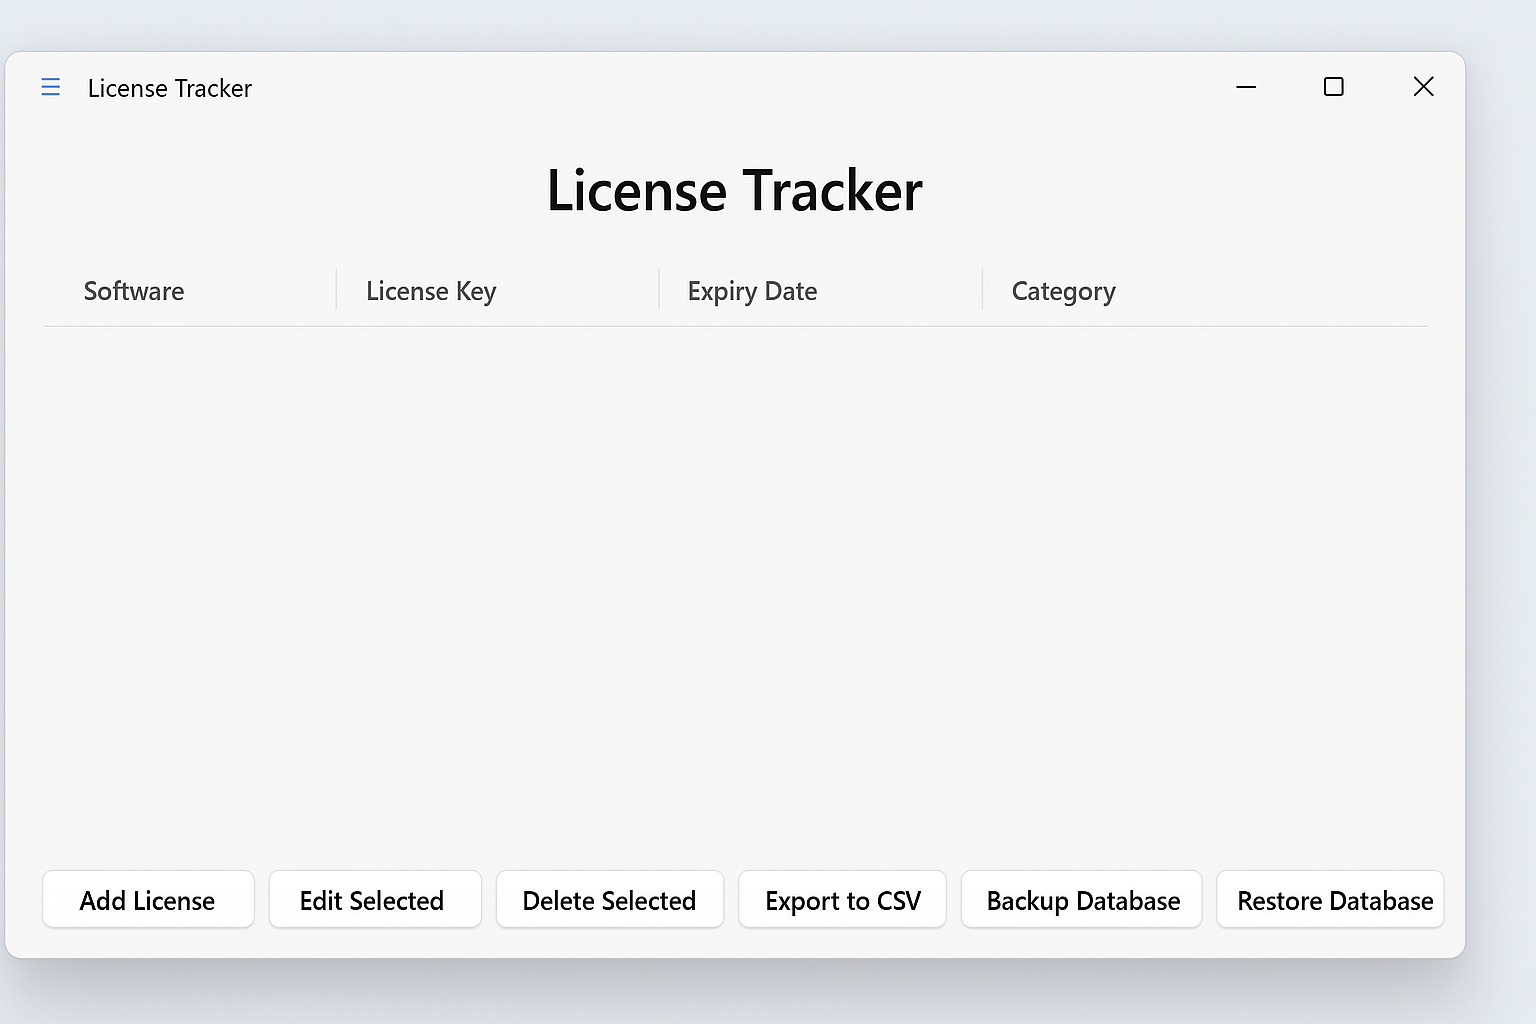 License Tracker
License Tracker
Software License Key Expiry Date Category
Add License Edit Selected Delete Selected Export to CSV Backup Database Restore Database